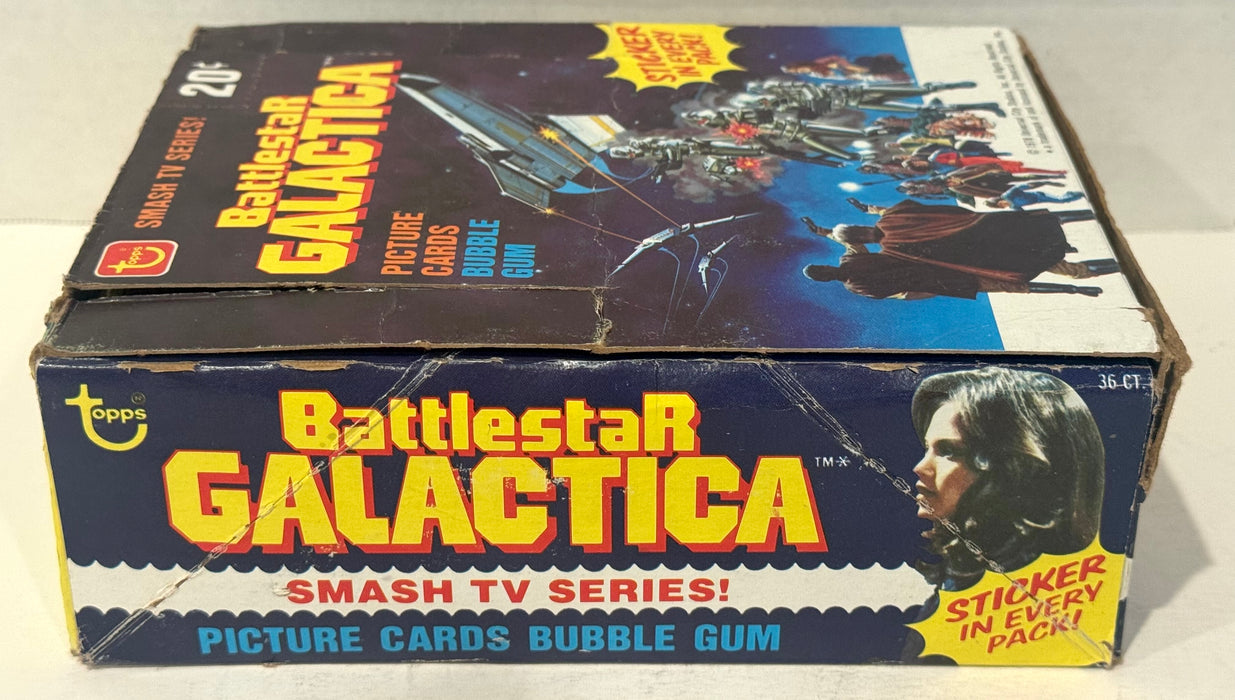 20¢
SMASH TV SERIES!
BattlestaR
GALACTICA
topps
PICTURE
CARDS
BUBBLE
GUM
STICKER
IN EVERY
PACK!
topps ®
BattlestaR
GALACTICA
TM*
36 CT.
SMASH TV SERIES!
PICTURE CARDS BUBBLE GUM
STICKER
IN EVERY
PACK!